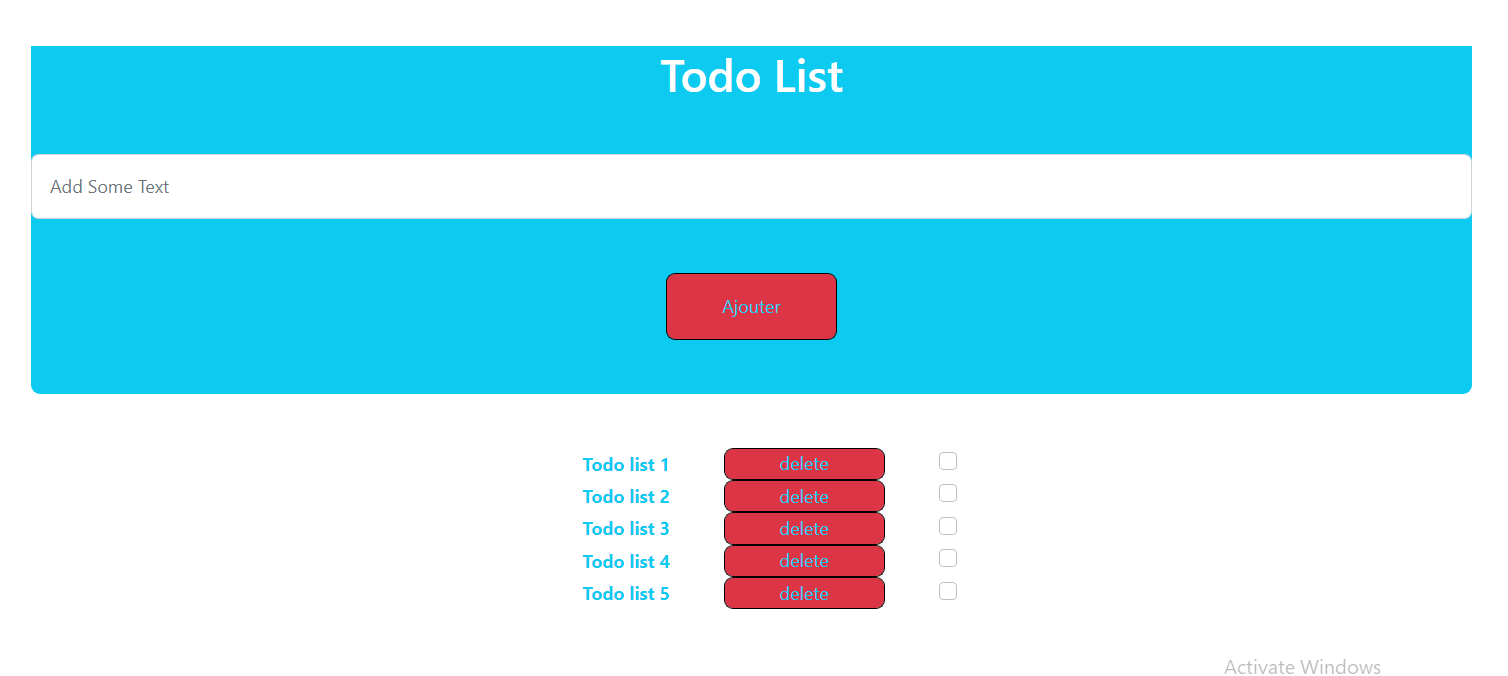 Todo List
Add Some Text
Ajouter
Todo list 1 delete
Todo list 2 delete
Todo list 3 delete
Todo list 4 delete
Todo list 5 delete
Activate Windows